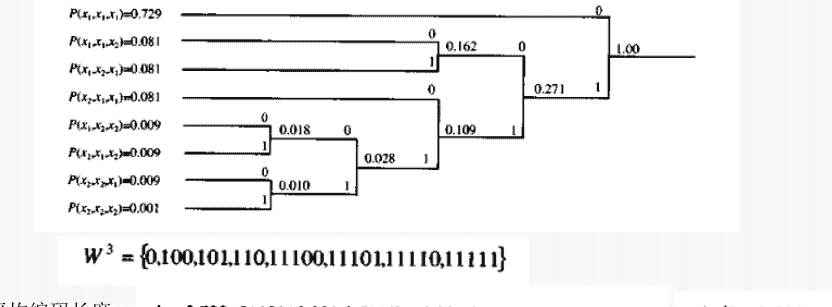 P(x₁,x₁,x₁)=0.729
0
P(x₁,x₁,x₂)=0.081
0
0.162
0
1.00
P(x₁,x₂,x₁)=0.081
1
P(x₂,x₁,x₁)=0.081
0
0.271
1
P(x₁,x₂,x₂)=0.009
0
0.018
0
0.109
1
P(x₂,x₁,x₂)=0.009
1
0.028
1
P(x₂,x₂,x₁)=0.009
0
0.010
1
P(x₂,x₂,x₂)=0.001
1
W³ = {0,100,101,110,11100,11101,11110,11111}